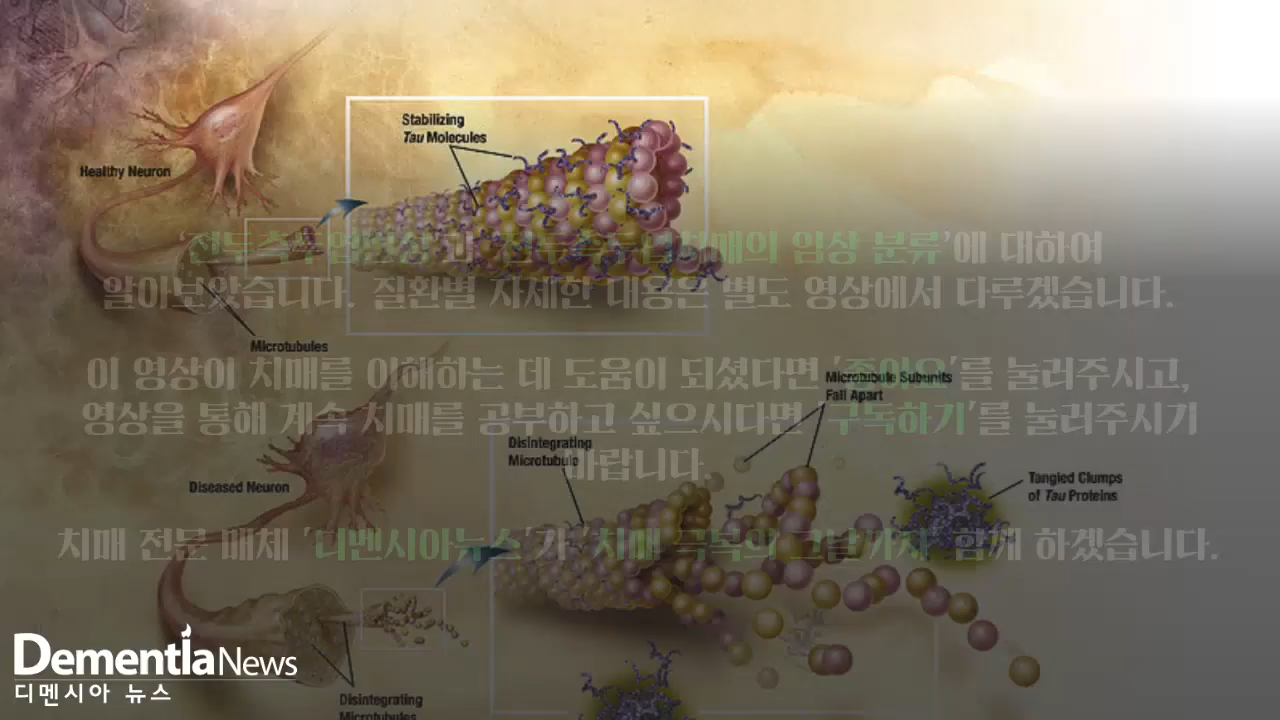 Stabilizing
Tau Molecules
Healthy Neuron
'전두측두엽변성'과 '전두측두엽치매의 임상 분류'에 대하여
알아보았습니다. 질환별 자세한 내용은 별도 영상에서 다루겠습니다.
Microtubules
이 영상이 치매를 이해하는 데 도움이 되셨다면 '좋아요'를 눌러주시고,
영상을 통해 계속 치매를 공부하고 싶으시다면 '구독하기'를 눌러주시기
바랍니다.
Microtubule Subunits
Fall Apart
Disintegrating
Microtubule
Diseased Neuron
Tangled Clumps
of Tau Proteins
치매 전문 매체 '디멘시아뉴스'가 '치매 극복의 그날까지' 함께 하겠습니다.
DementiaNews
디멘시아 뉴스
Disintegrating
Microtubules